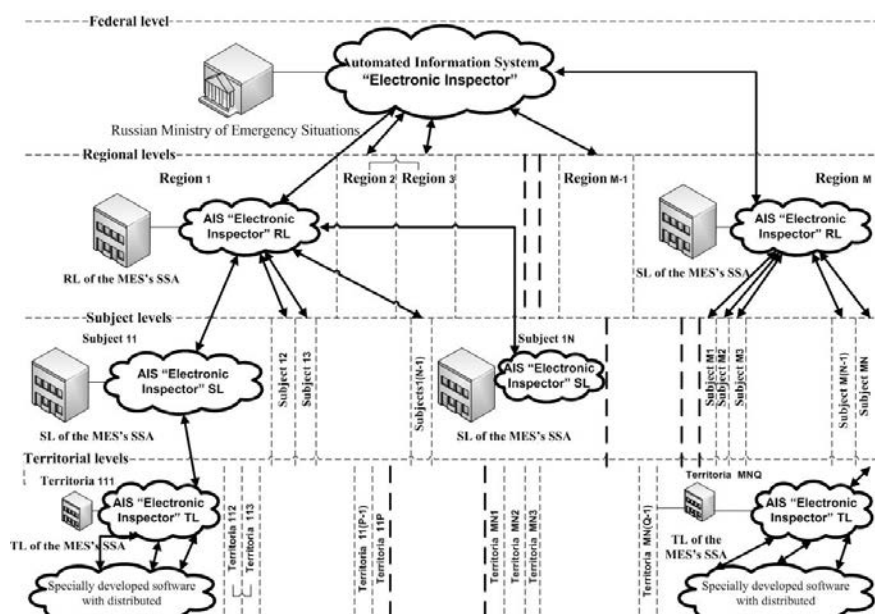 Federal level
Automated Information System
"Electronic Inspector"
Russian Ministry of Emergency Situations
Regional levels
Region 1
Region 2
Region 3
Region M-1
Region M
AIS "Electronic
Inspector" RL
AIS "Electronic
Inspector" RL
RL of the MES's SSA
SL of the MES's SSA
Subject levels
Subject 11
Subject 12
Subject 13
Subjects1(N-1)
Subject 1N
Subject M1
Subject M2
Subject M3
Subject M(N-1)
Subject MN
AIS "Electronic
Inspector" SL
AIS "Electronic
Inspector" SL
SL of the MES's SSA
SL of the MES's SSA
Territorial levels
Territoria 111
Territoria 112
Territoria 113
Territoria 11(P-1)
Territoria 11P
Territoria MN1
Territoria MN2
Territoria MN3
Territoria MN(Q-1)
Territoria MNQ
AIS "Electronic
Inspector" TL
AIS "Electronic
Inspector" TL
TL of the MES's SSA
TL of the
MES's SSA
Specially developed software
with distributed
Specially developed software
with distributed